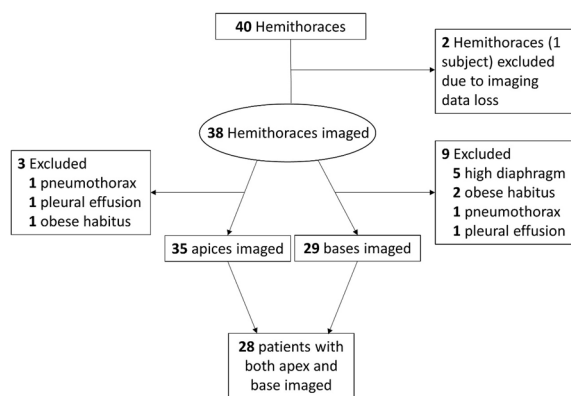 40 Hemithoraces
2 Hemithoraces (1
subject) excluded
due to imaging
data loss
38 Hemithoraces imaged
3 Excluded
1 pneumothorax
1 pleural effusion
1 obese habitus
9 Excluded
5 high diaphragm
2 obese habitus
1 pneumothorax
1 pleural effusion
35 apices imaged
29 bases imaged
28 patients with
both apex and
base imaged